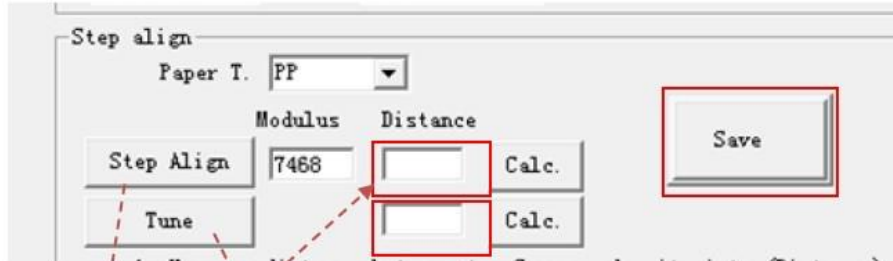 Step align
Paper T. PP
Modulus Distance
Step Align 7468 Calc.
Save
Tune Calc.